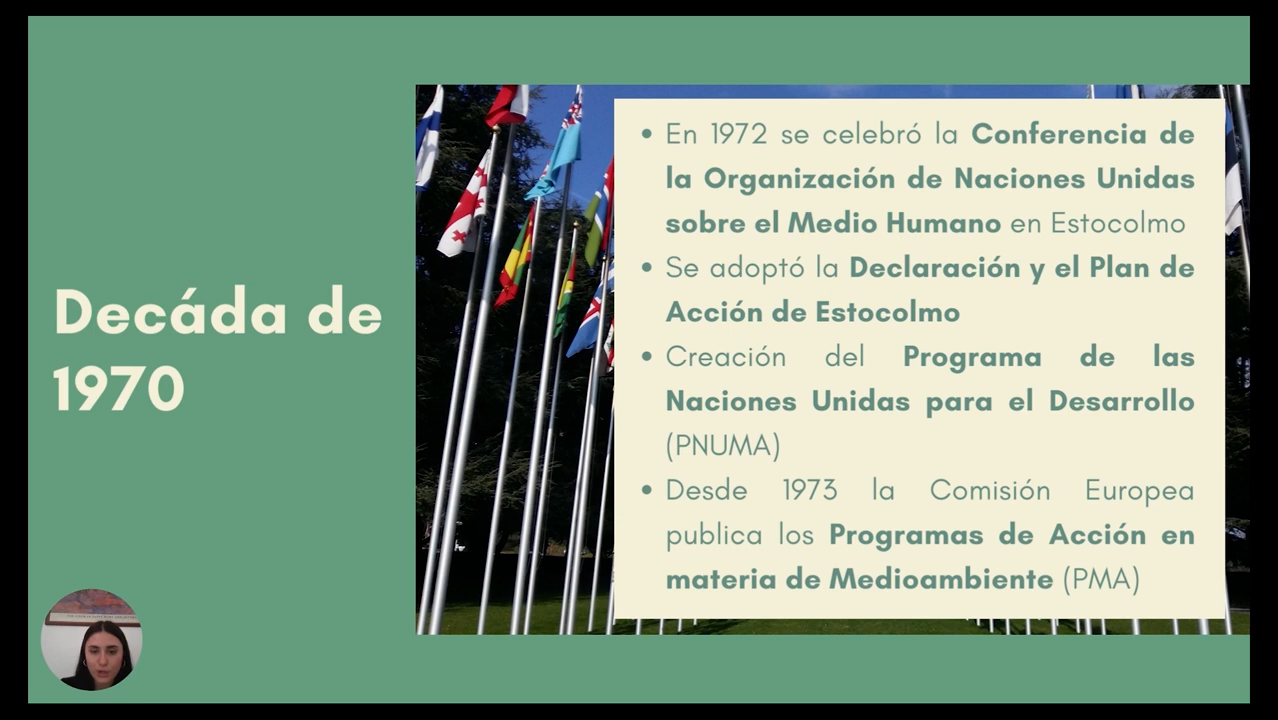 Decáda de
1970
• En 1972 se celebró la Conferencia de
la Organización de Naciones Unidas
sobre el Medio Humano en Estocolmo
• Se adoptó la Declaración y el Plan de
Acción de Estocolmo
• Creación del Programa de las
Naciones Unidas para el Desarrollo
(PNUMA)
• Desde 1973 la Comisión Europea
publica los Programas de Acción en
materia de Medioambiente (PMA)